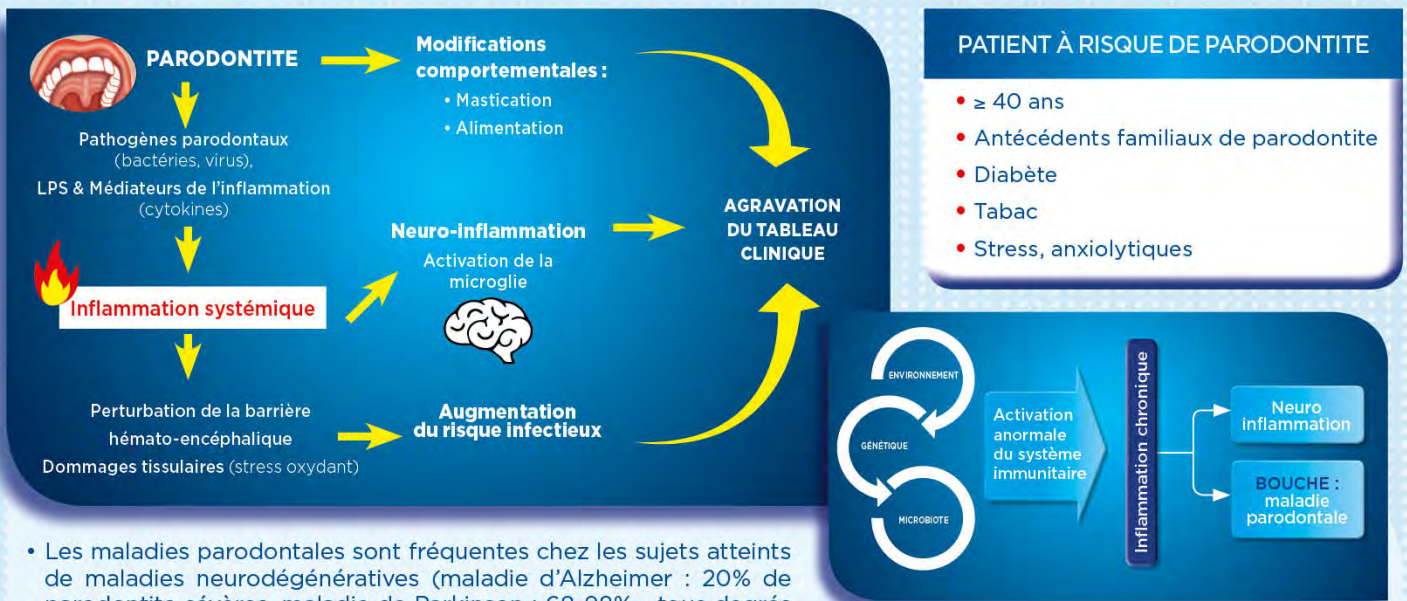 PARODONTITE
Pathogènes parodontaux
(bactéries, virus),
LPS & Médiateurs de l'inflammation
(cytokines)
Inflammation systémique
Perturbation de la barrière
hémato-encéphalique
Dommages tissulaires (stress oxydant)
Modifications
comportementales :
• Mastication
• Alimentation
Neuro-inflammation
Activation de la
microglie
Augmentation
du risque infectieux
AGRAVATION
DU TABLEAU
CLINIQUE
PATIENT À RISQUE DE PARODONTITE
• ≥ 40 ans
• Antécédents familiaux de parodontite
• Diabète
• Tabac
• Stress, anxiolytiques
ENVIRONNEMENT
GÉNÉTIQUE
MICROBIOTE
Activation
anormale
du système
immunitaire
Inflammation chronique
Neuro
inflammation
BOUCHE :
maladie
parodontale
• Les maladies parodontales sont fréquentes chez les sujets atteints
de maladies neurodégénératives (maladie d'Alzheimer : 20% de